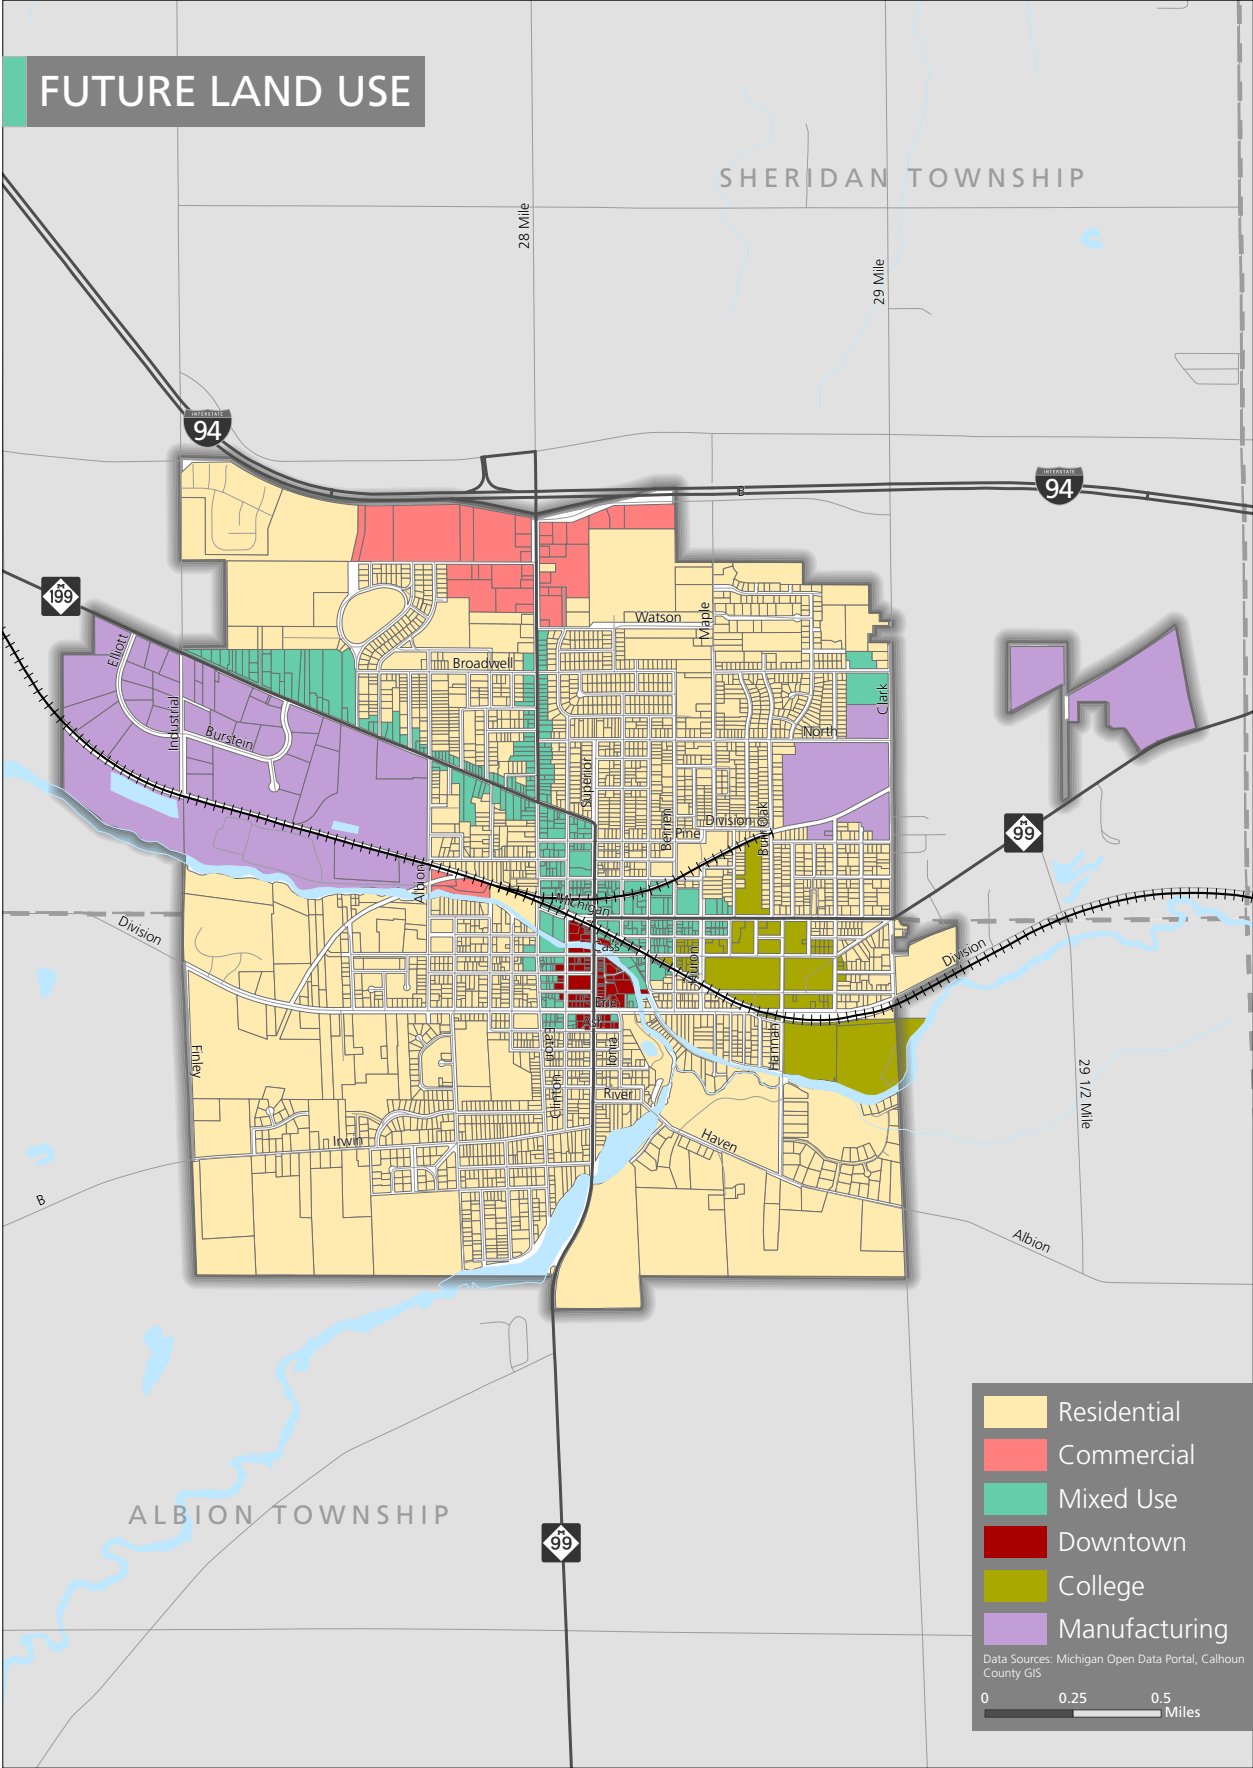 FUTURE LAND USE
SHERIDAN TOWNSHIP
28 Mile
29 Mile
INTERSTATE
94
INTERSTATE
94
B
M
199
Watson
Maple
Elliott
Broadwell
Industrial
Burstein
Clark
North
Superior
Berrien
Division
Pine
Burr Oak
M
99
Albion
Michigan
Division
Cass
Huron
Division
Erie
Ash
Hannah
Finley
Eaton
Ionia
29 1/2 Mile
Clinton
River
Irwin
Haven
B
Albion
ALBION TOWNSHIP
M
99
Residential
Commercial
Mixed Use
Downtown
College
Manufacturing
Data Sources: Michigan Open Data Portal, Calhoun
County GIS
0 0.25 0.5
Miles